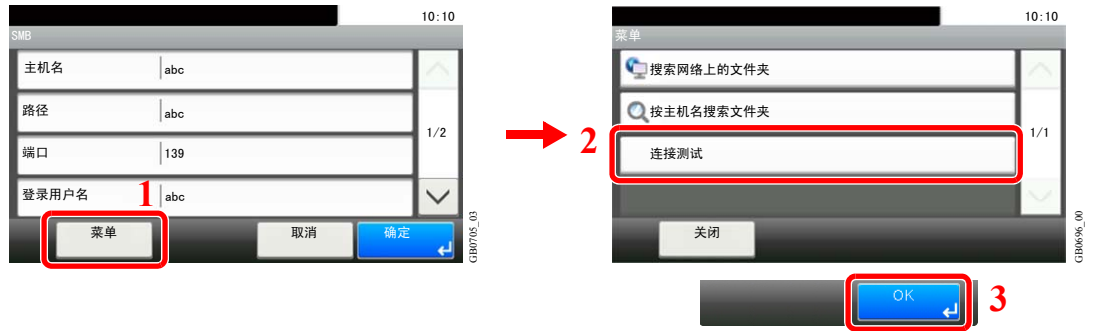 10:10
SMB
主机名 abc
路径 abc
端口 139
登录用户名 abc
1/2
1
菜单 取消 确定
GB0705_03
10:10
菜单
搜索网络上的文件夹
按主机名搜索文件夹
1/1
2
连接测试
关闭
GB0696_00
OK
3